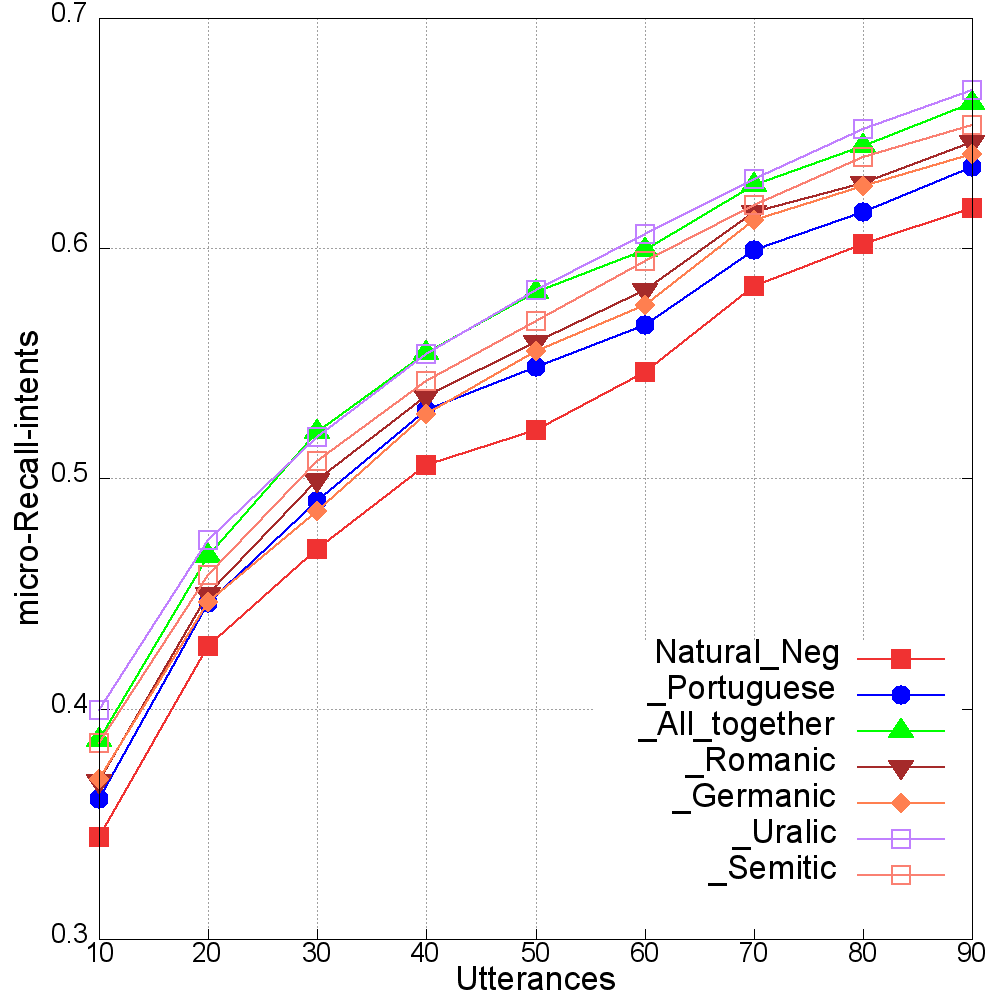 0.7
0.6
0.5
0.4
0.3
micro-Recall-intents
Natural_Neg
_Portuguese
_All_together
_Romanic
_Germanic
_Uralic
_Semitic
10 20 30 40 50 60 70 80 90
Utterances